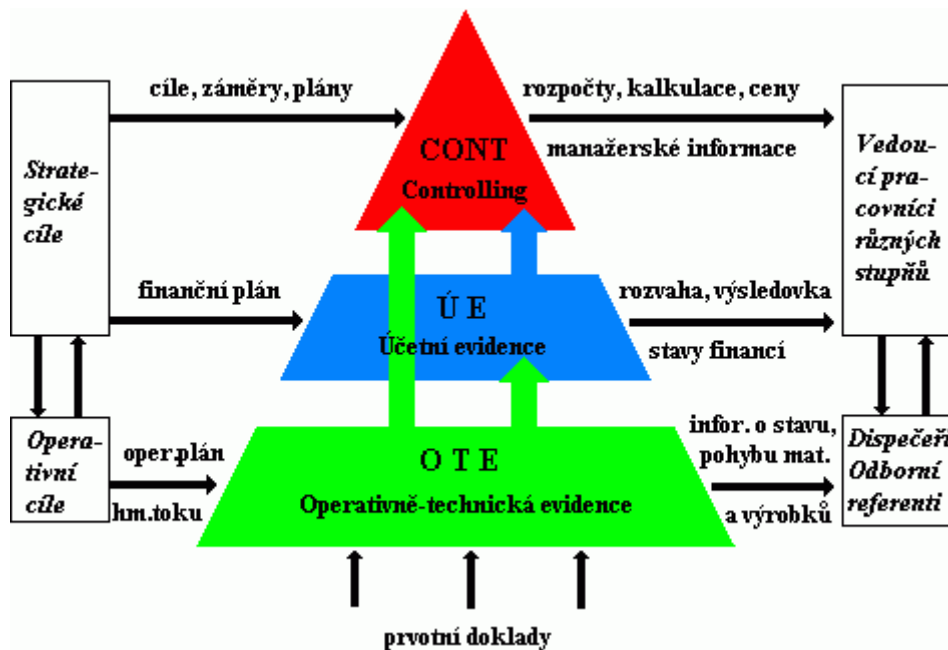 cíle, záměry, plány
rozpočty, kalkulace, ceny
Strate-
gické
cíle
CONT
Controlling
manažerské informace
Vedou-
cí pra-
covníci
různých
stupňů
finanční plán
Ú E
Účetní evidence
rozvaha, výsledovka
stavy financí
Opera-
tivní
cíle
oper.plán
hm.toku
O T E
Operativně-technická evidence
infor. o stavu,
pohybu mat.
a výrobků
Dispečeři
Odborní
referenti
prvotní doklady